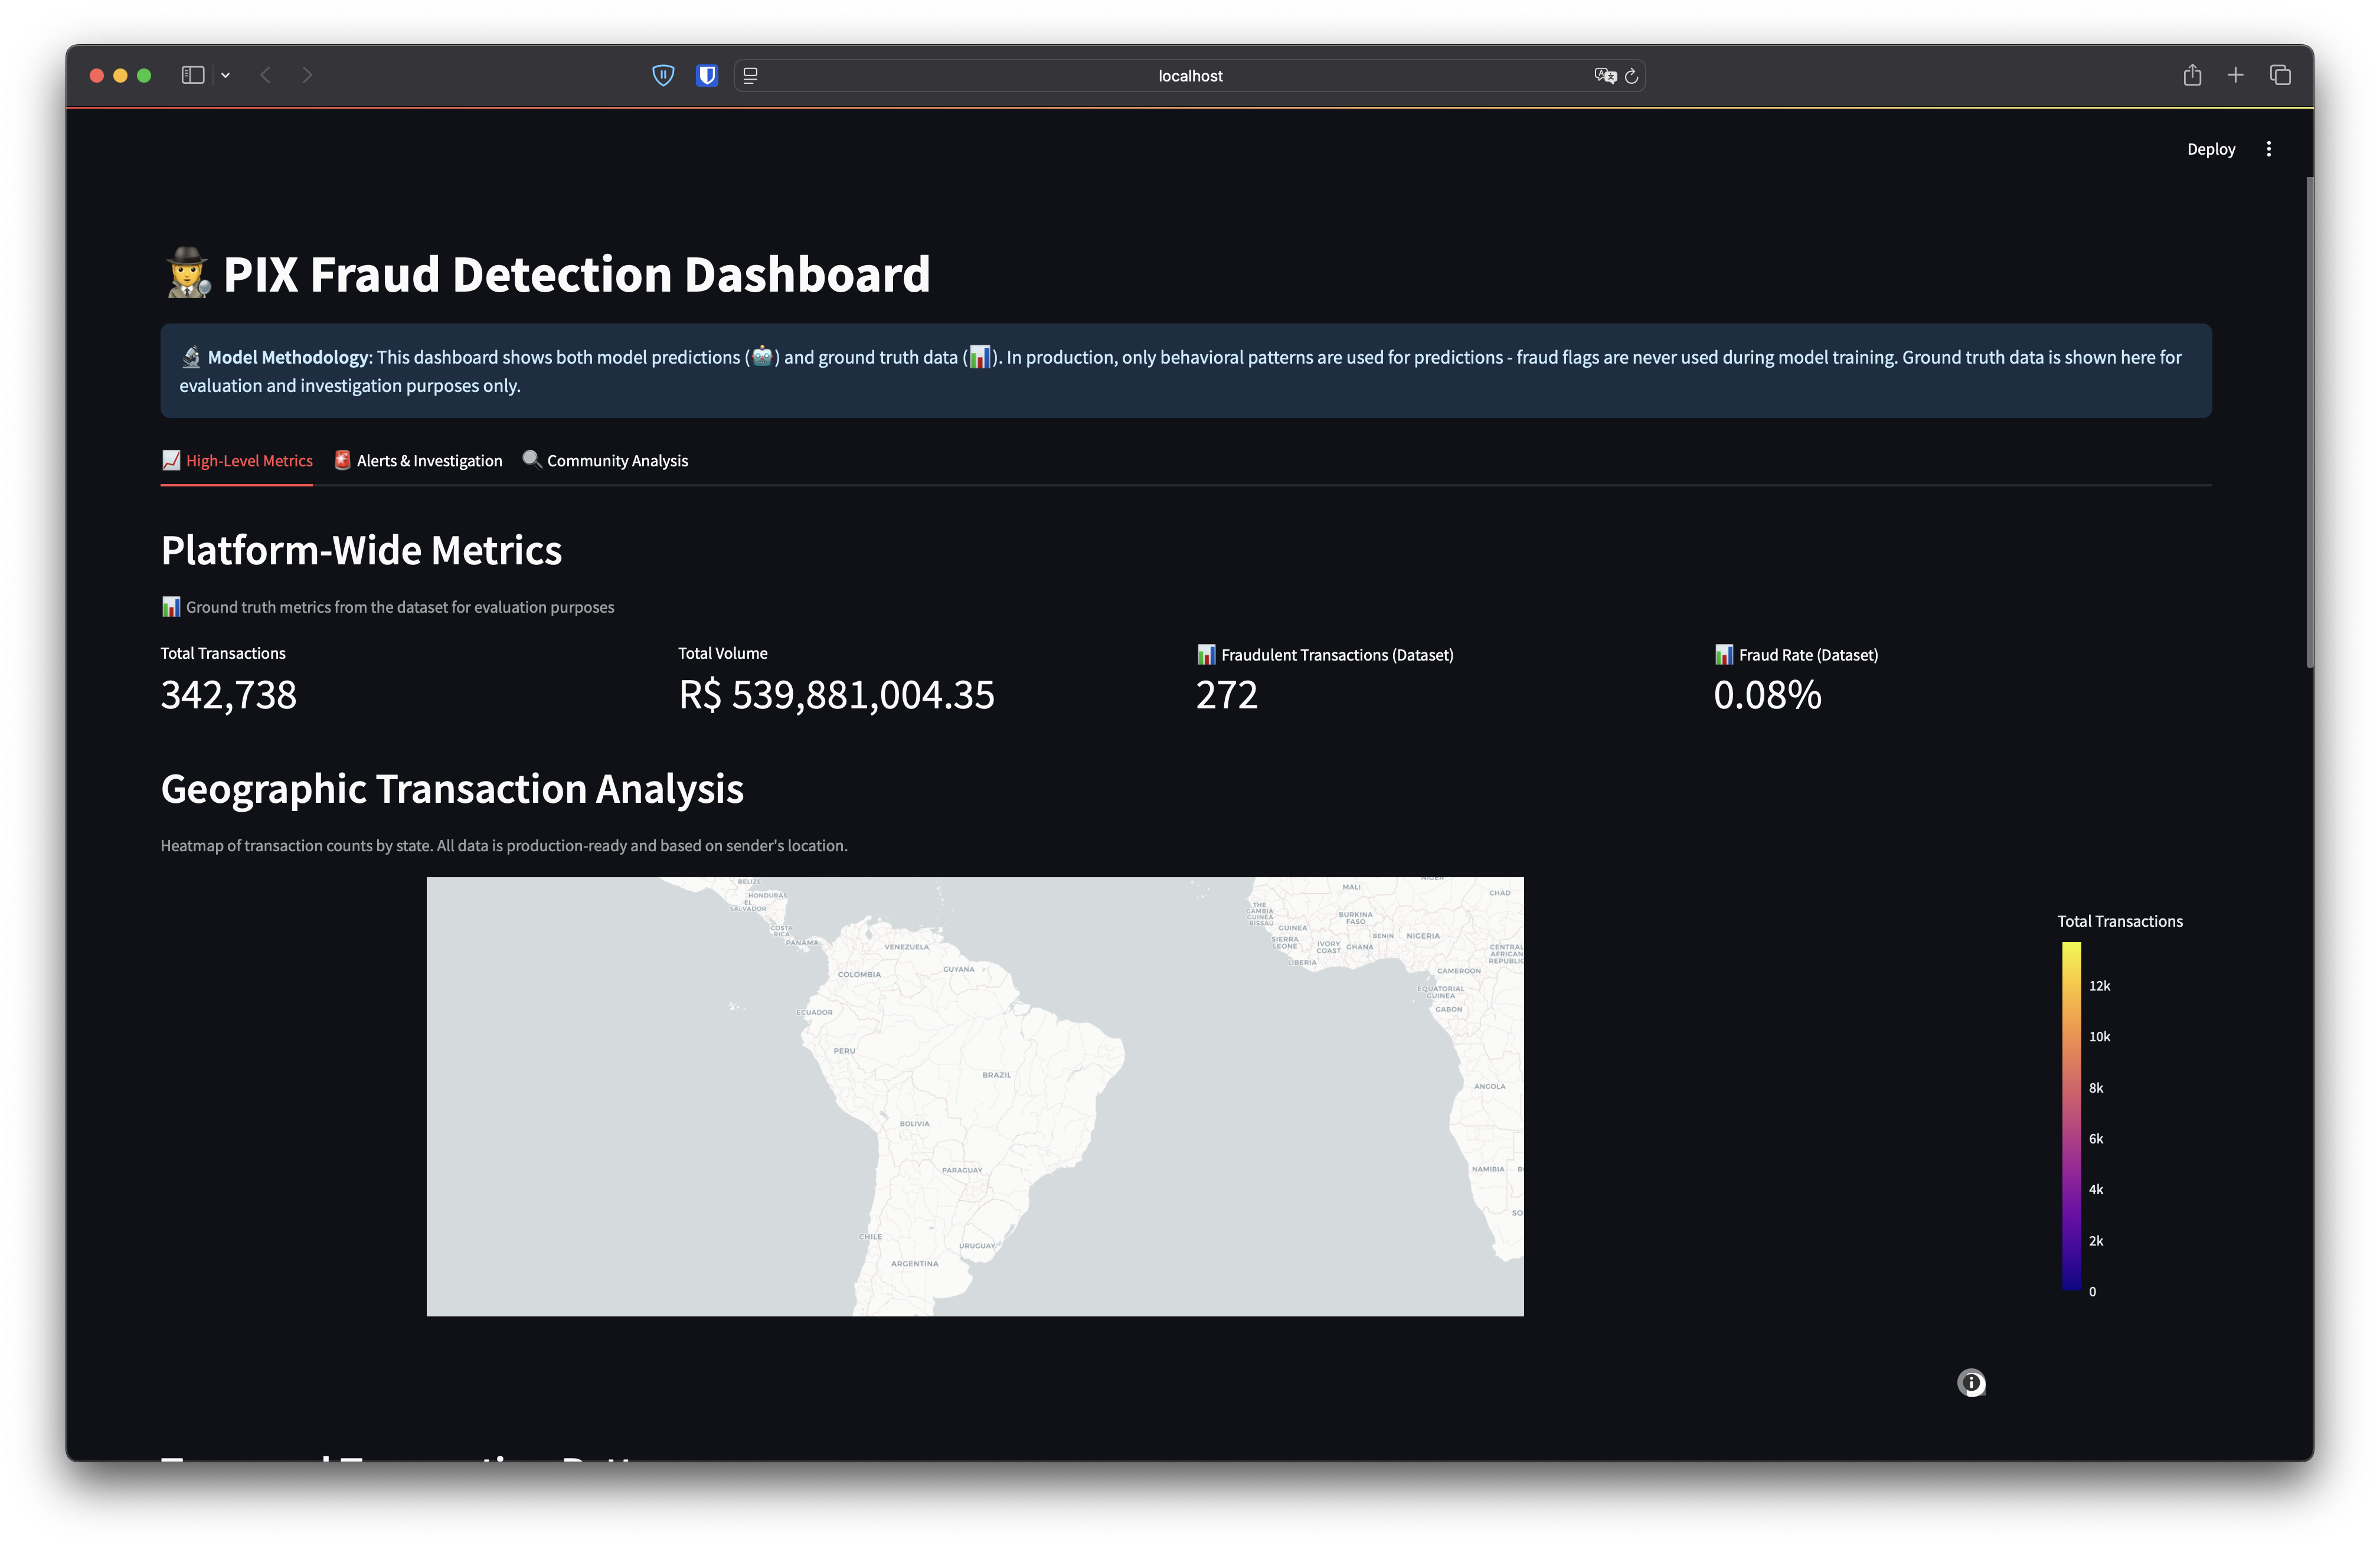 localhost
Deploy
PIX Fraud Detection Dashboard
Model Methodology: This dashboard shows both model predictions (🤖) and ground truth data (📊). In production, only behavioral patterns are used for predictions - fraud flags are never used during model training. Ground truth data is shown here for
evaluation and investigation purposes only.
High-Level Metrics
Alerts & Investigation
Community Analysis
Platform-Wide Metrics
Ground truth metrics from the dataset for evaluation purposes
Total Transactions
342,738
Total Volume
R$ 539,881,004.35
Fraudulent Transactions (Dataset)
272
Fraud Rate (Dataset)
0.08%
Geographic Transaction Analysis
Heatmap of transaction counts by state. All data is production-ready and based on sender's location.
BELIZE
HONDURAS
EL
SALVADOR
COSTA
RICA
PANAMA
VENEZUELA
COLOMBIA
GUYANA
ECUADOR
PERU
BRAZIL
BOLIVIA
PARAGUAY
CHILE
URUGUAY
ARGENTINA
NIGER
MALI
CHAD
THE
GAMBIA
GUINEA
BISSAU
BURKINA
FASO
GUINEA
SIERRA
LEONE
IVORY
COAST
GHANA
BENIN
NIGERIA
LIBERIA
CENTRAL
AFRICAN
REPUBLIC
CAMEROON
EQUATORIAL
GUINEA
GABON
ANGOLA
NAMIBIA
B
SO
Total Transactions
12k
10k
8k
6k
4k
2k
0